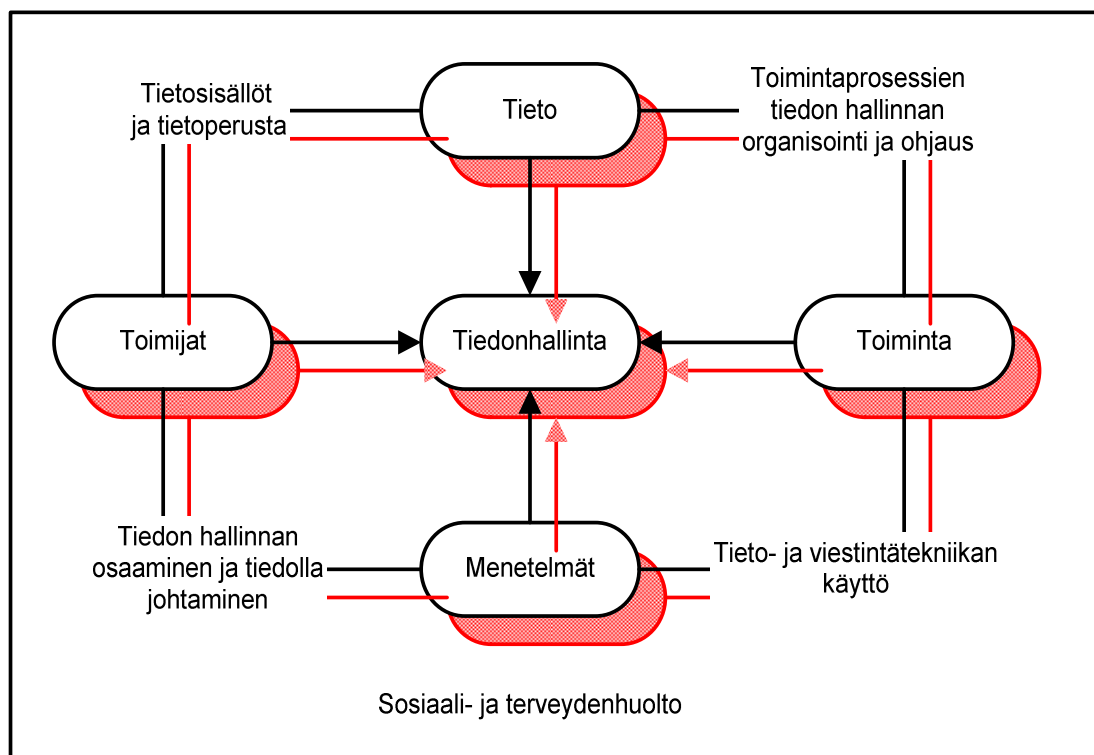 Tietosisällöt
ja tietoperusta
Tieto
Toimintaprosessien
tiedon hallinnan
organisointi ja ohjaus
Toimijat
Tiedonhallinta
Toiminta
Tiedon hallinnan
osaaminen ja tiedolla
johtaminen
Menetelmät
Tieto- ja viestintätekniikan
käyttö
Sosiaali- ja terveydenhuolto